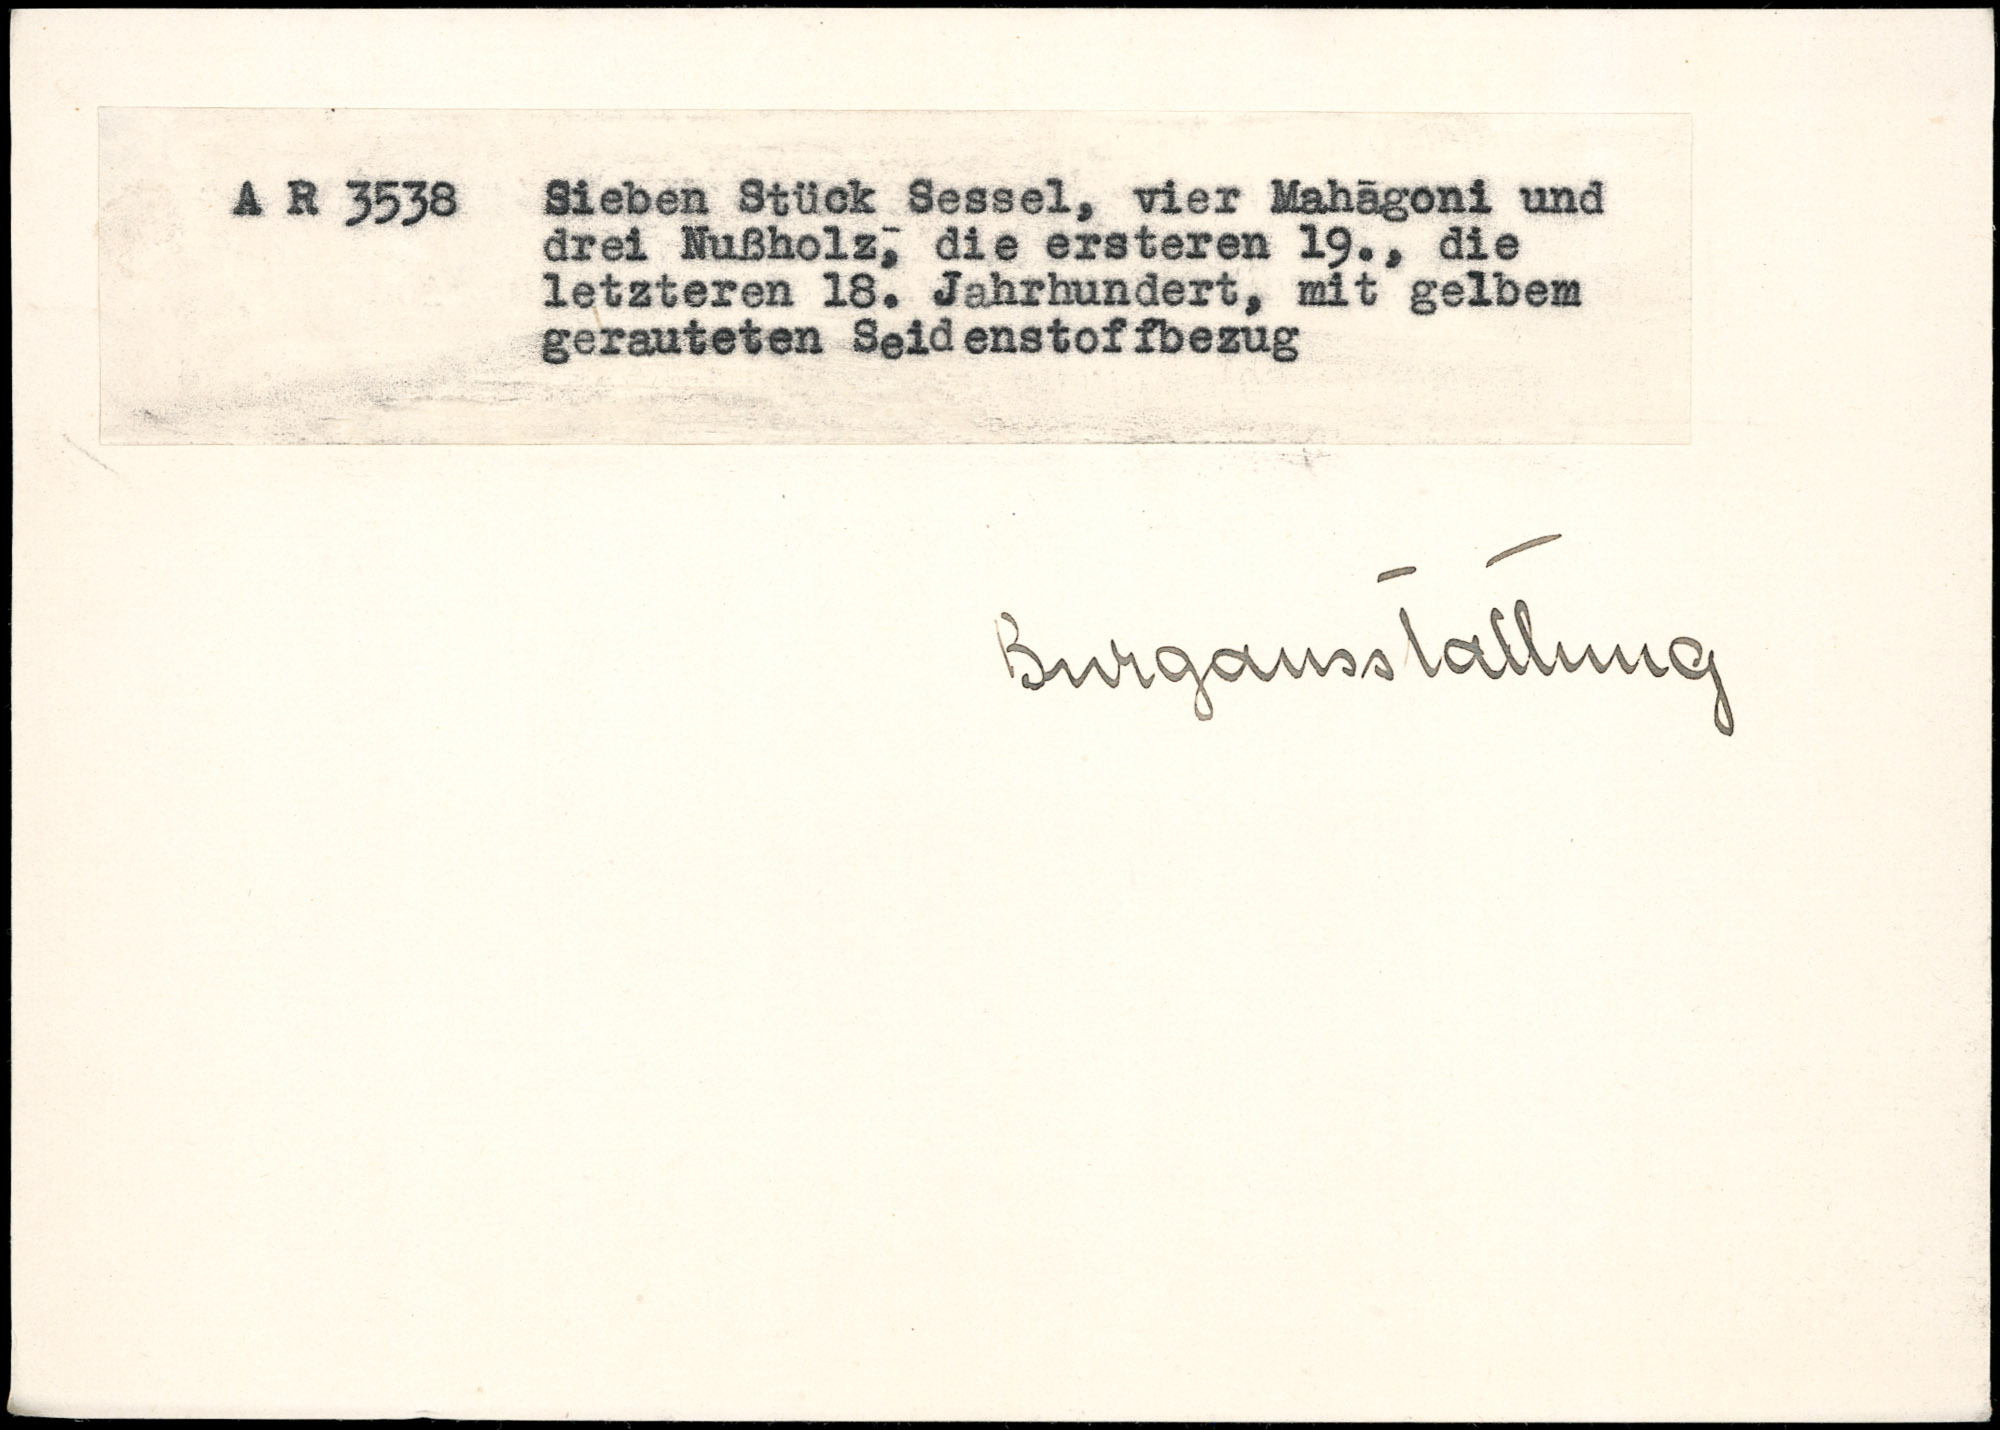 A R 3538 Sieben Stück Sessel, vier Mahagoni und
drei Nußholz, die ersteren 19., die
letzteren 18. Jahrhundert, mit gelbem
gerauteten Seidenstoffbezug
Burgausstattung